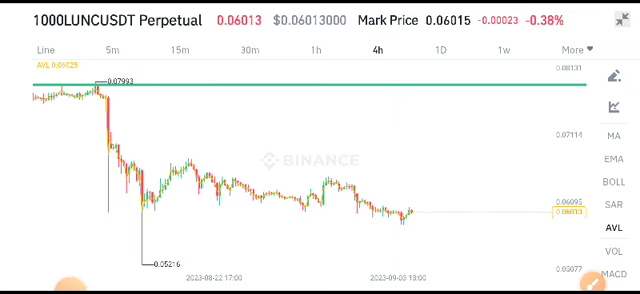 1000LUNCUSDT Perpetual 0.06013 $0.06013000 Mark Price 0.06015 -0.00023 -0.38%
Line 5m 15m 30m 1h 4h 1D 1w More
AVL 0.06025
0.08131
0.07993
0.07114
MA
EMA
BINANCE
BOLL
0.06095
SAR
0.06013
AVL
VOL
0.05216
0.05077
MACD
2023-08-22 17:00 2023-09-03 13:00